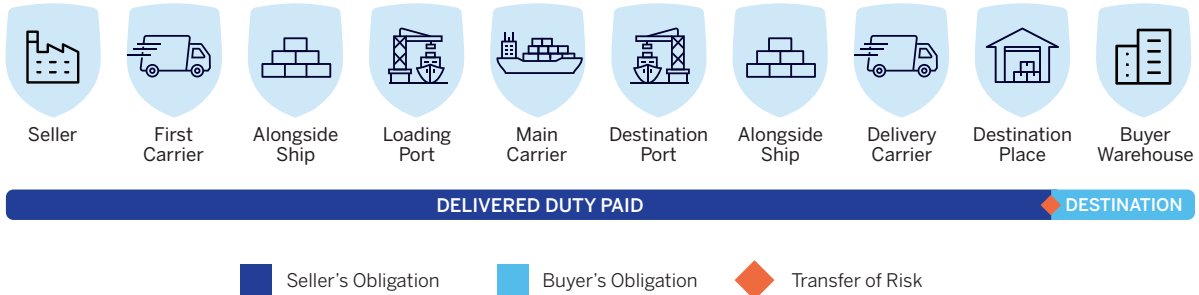 Seller
First
Carrier
Alongside
Ship
Loading
Port
Main
Carrier
Destination
Port
Alongside
Ship
Delivery
Carrier
Destination
Place
Buyer
Warehouse
DELIVERED DUTY PAID
DESTINATION
Seller’s Obligation
Buyer’s Obligation
Transfer of Risk